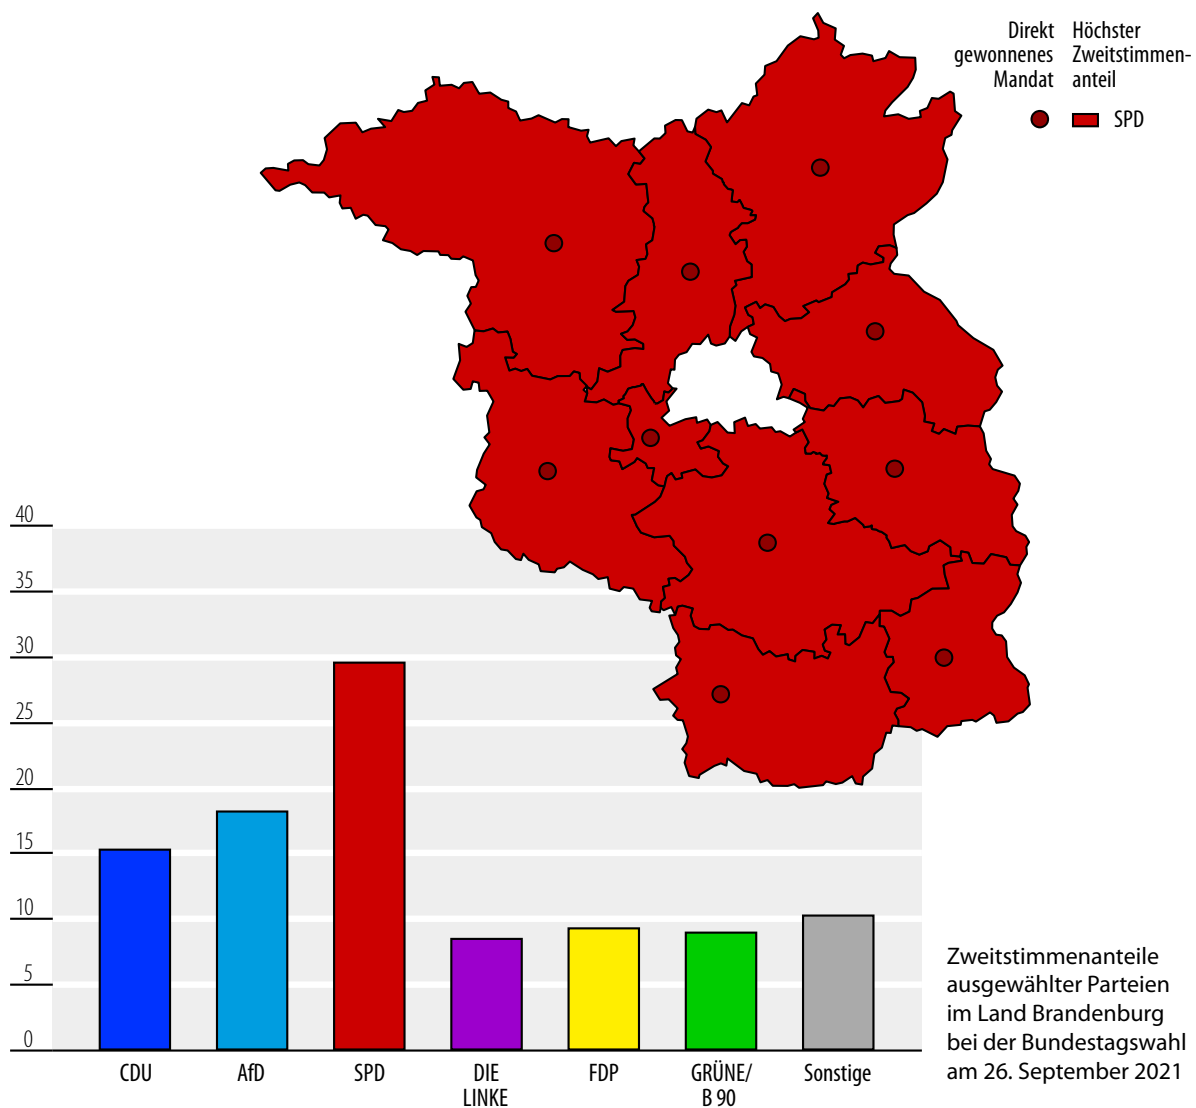 Direkt
gewonnenes
Mandat
Höchster
Zweitstimmen-
anteil
SPD
40
35
30
25
20
15
10
5
0
CDU
AfD
SPD
DIE
LINKE
FDP
GRÜNE/
B 90
Sonstige
Zweitstimmenanteile
ausgewählter Parteien
im Land Brandenburg
bei der Bundestagswahl
am 26. September 2021